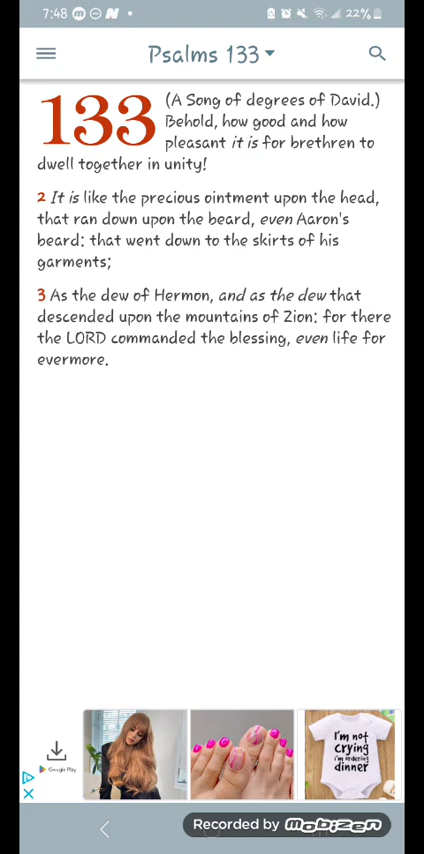 7:48 22%
Psalms 133
133 (A Song of degrees of David.)
Behold, how good and how
pleasant it is for brethren to
dwell together in unity!
2 It is like the precious ointment upon the head,
that ran down upon the beard, even Aaron's
beard: that went down to the skirts of his
garments;
3 As the dew of Hermon, and as the dew that
descended upon the mountains of Zion: for there
the LORD commanded the blessing, even life for
evermore.
Google Play
I'm not
crying
i'm ordering
dinner
Recorded by mobizen